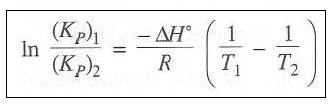 ln (K_P)_1 / (K_P)_2 = -ΔH° / R ( 1 / T_1 - 1 / T_2 )